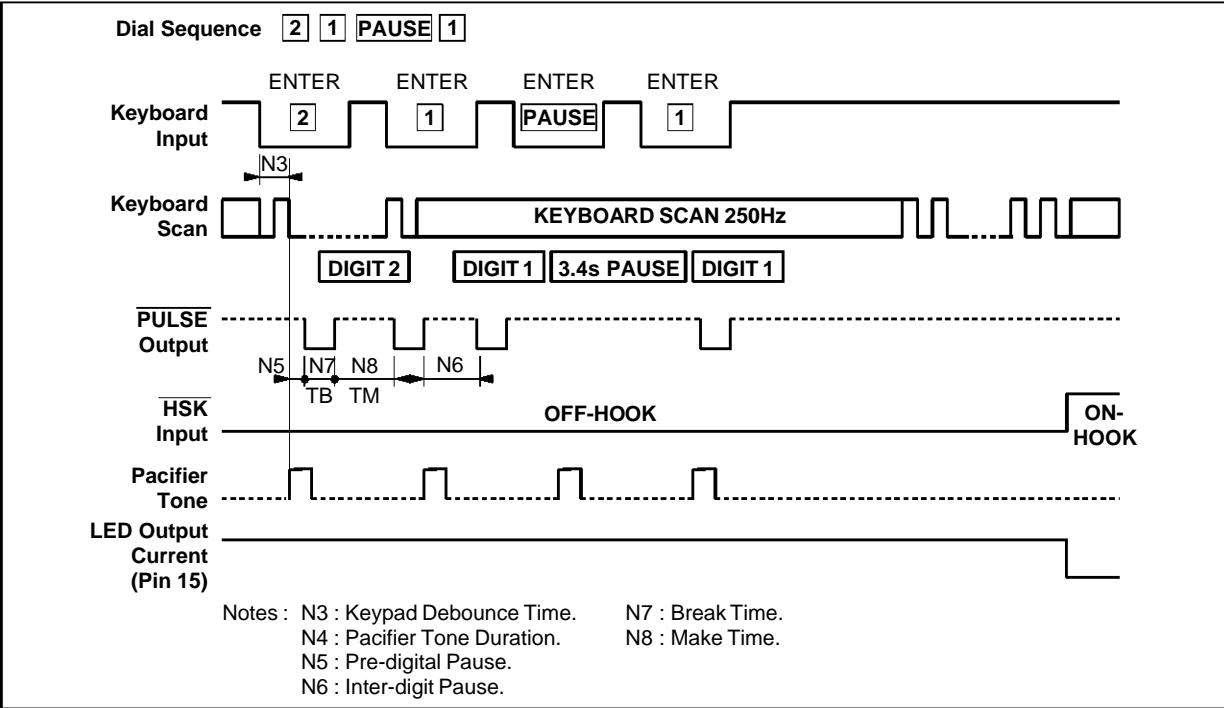 Dial Sequence 2 1 PAUSE 1
ENTER ENTER ENTER ENTER
Keyboard Input
2 1 PAUSE 1
N3
Keyboard Scan
KEYBOARD SCAN 250Hz
DIGIT 2 DIGIT 1 3.4s PAUSE DIGIT 1
PULSE Output
N5 N7 N8 N6
TB TM
HSK Input
OFF-HOOK
ON-HOOK
Pacifier Tone
LED Output Current (Pin 15)
Notes : N3 : Keypad Debounce Time. N7 : Break Time.
N4 : Pacifier Tone Duration. N8 : Make Time.
N5 : Pre-digital Pause.
N6 : Inter-digit Pause.